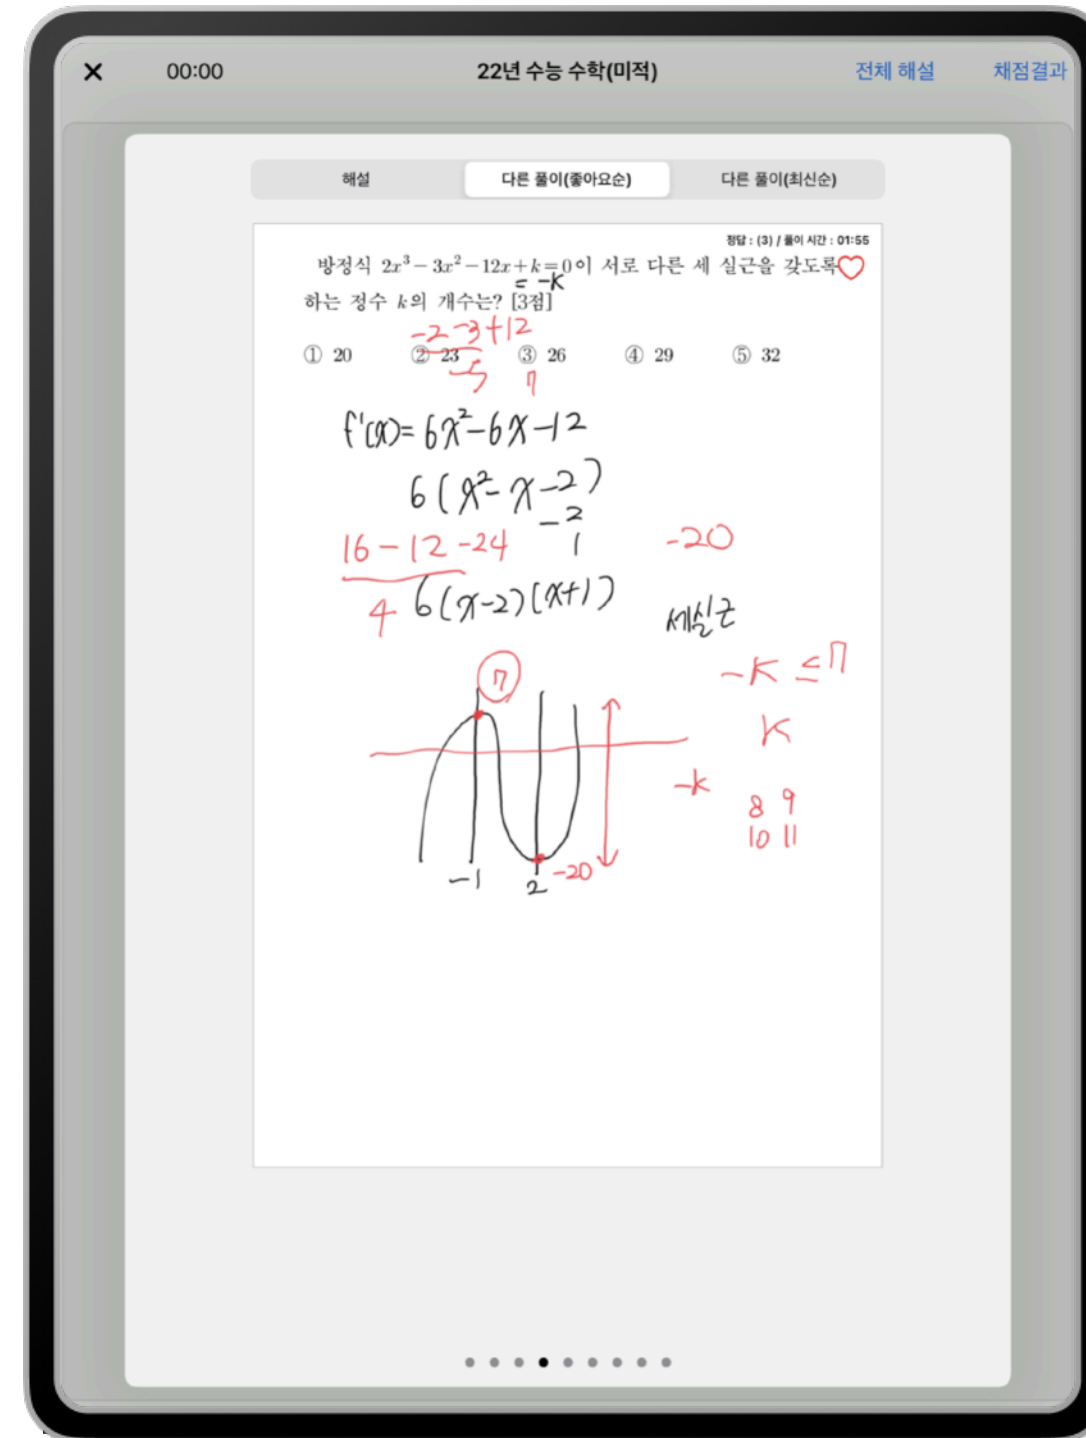 00:00 22년 수능 수학(미적) 전체 해설 채점결과
해설 다른 풀이(좋아요순) 다른 풀이(최신순)
정답 : (3) / 풀이 시간 : 01:55
방정식 2x³ − 3x² − 12x + k = 0이 서로 다른 세 실근을 갖도록
= -k
하는 정수 k의 개수는? [3점]
-2-3+12
① 20 ② 23 ③ 26 ④ 29 ⑤ 32
-5 7
f'(x)= 6x²-6x-12
6(x²-x-2)
-2
1
16-12-24 -20
4 6(x-2)(x+1)
세실근
-k ≤ 7
7
k
-k
8 9
10 11
-1 2 -20